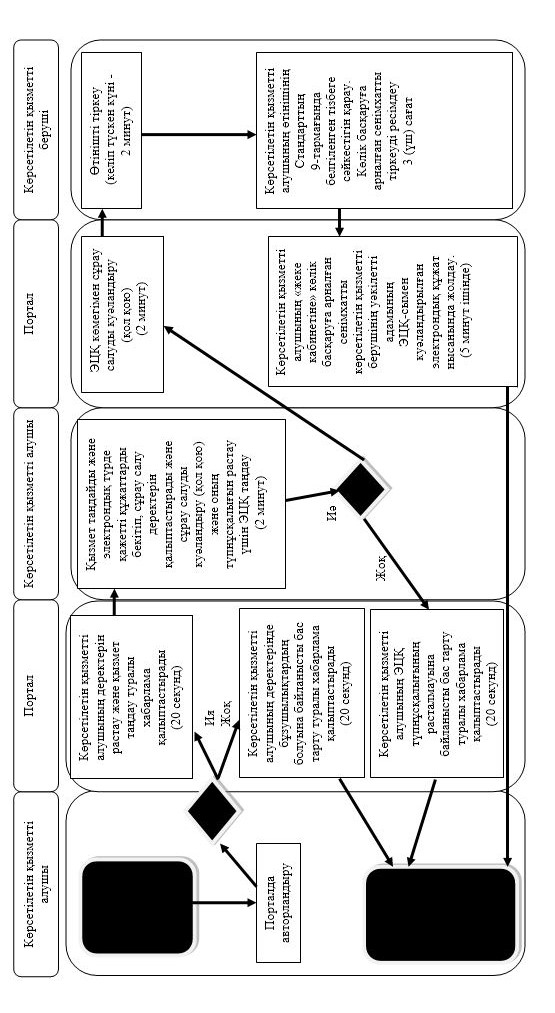 Көрсетілетін қызметті
алушы
Портал
Көрсетілетін қызметті алушы
Портал
Көрсетілетін қызметті
беруші
Порталда
авторландыру
Ия
Жоқ
Көрсетілетін қызметті
алушының деректерін
растау және қызмет
таңдау туралы
хабарлама
қалыптастырады
(20 секунд)
Көрсетілетін қызметті
алушының деректерінде
бұзушылықтардың
болуына байланысты бас
тарту туралы хабарлама
қалыптастырады
(20 секунд)
Көрсетілетін қызметті
алушының ЭЦҚ
түпнұсқалығының
расталмауына
байланысты бас тарту
туралы хабарлама
қалыптастырады
(20 секунд)
Қызмет таңдайды және
электрондық түрде
қажетті құжаттарды
бекітіп, сұрау салу
деректерін
қалыптастырады және
сұрау салуды
куәландыру (қол қою)
және оның
түпнұсқалығын растау
үшін ЭЦҚ таңдау
(2 минут)
Иә
Жоқ
ЭЦҚ көмегімен сұрау
салуды куәландыру
(қол қою)
(2 минут)
Көрсетілетін қызметті
алушының «жеке
кабинетіне» көлік
басқаруға арналған
сенімхатты
көрсетілетін қызметті
берушінің уәкілетті
адамының
ЭЦҚ-сымен
куәландырылған
электрондық құжат
нысанында жолдау.
(5 минут ішінде)
Өтінішті тіркеу
(келіп түскен күні -
2 минут)
Көрсетілетін қызметті
алушының өтінішінің
Стандарттың
9-тармағында
белгіленген тізбеге
сәйкестігін қарау.
Көлік басқаруға
арналған сенімхатты
тіркеуді ресімдеу
3 (үш) сағат